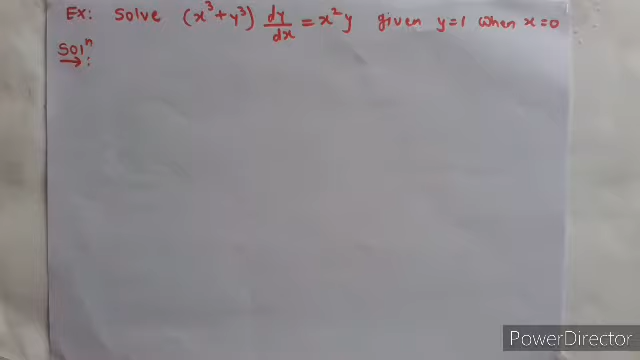 Ex: Solve (x³ + y³) dy/dx = x²y given y=1 when x=0
Solⁿ
→:
PowerDirector